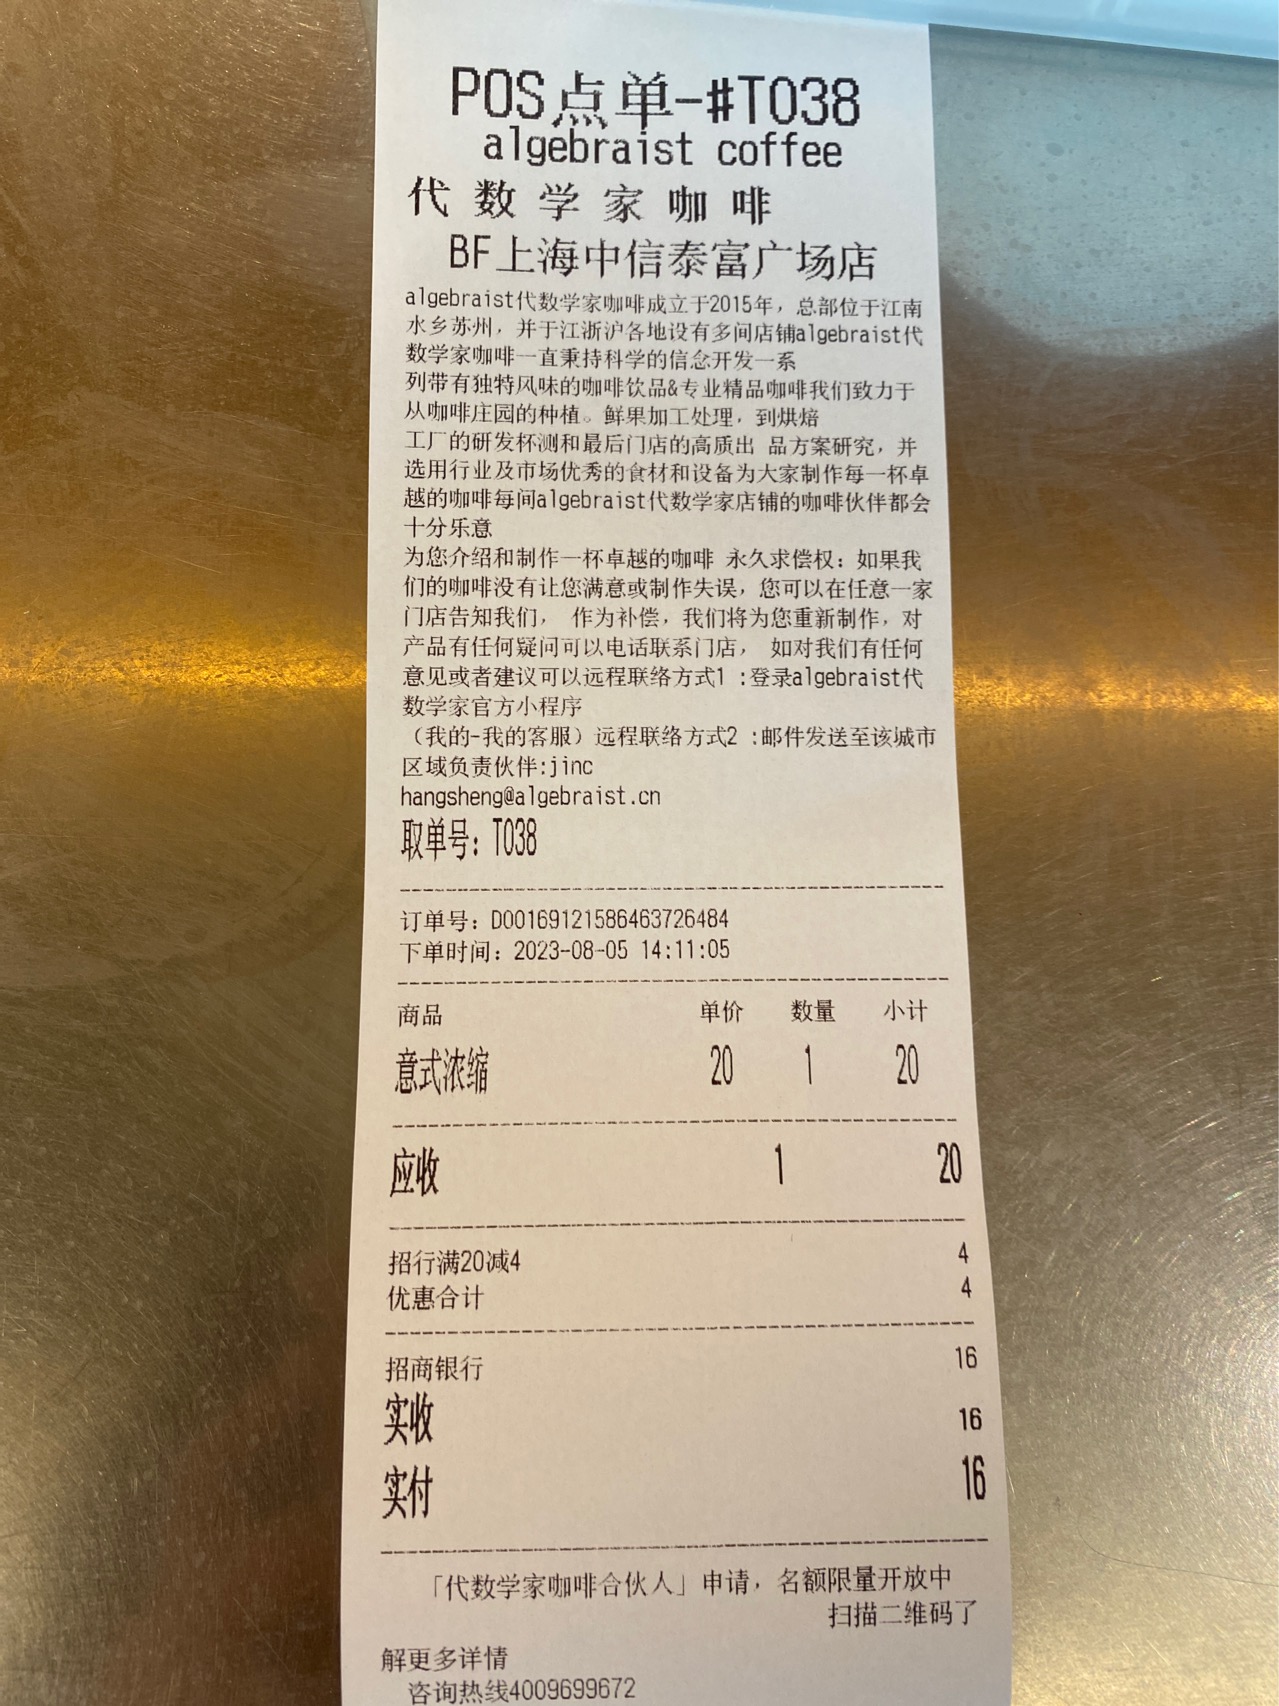 POS点单-#T038
algebraist coffee
代数学家咖啡
BF上海中信泰富广场店
algebraist代数学家咖啡成立于2015年，总部位于江南
水乡苏州，并于江浙沪各地设有多间店铺algebraist代
数学家咖啡一直秉持科学的信念开发一系
列带有独特风味的咖啡饮品&专业精品咖啡我们致力于
从咖啡庄园的种植。鲜果加工处理，到烘焙
工厂的研发杯测和最后门店的高质出 品方案研究，并
选用行业及市场优秀的食材和设备为大家制作每一杯卓
越的咖啡每间algebraist代数学家店铺的咖啡伙伴都会
十分乐意
为您介绍和制作一杯卓越的咖啡 永久求偿权：如果我
们的咖啡没有让您满意或制作失误，您可以在任意一家
门店告知我们， 作为补偿，我们将为您重新制作，对
产品有任何疑问可以电话联系门店， 如对我们有任何
意见或者建议可以远程联络方式1 :登录algebraist代
数学家官方小程序
（我的-我的客服）远程联络方式2 :邮件发送至该城市
区域负责伙伴:jinc
hangsheng@algebraist.cn
取单号：T038
订单号：D00169121586463726484
下单时间：2023-08-05 14:11:05
商品 单价 数量 小计
意式浓缩 20 1 20
应收 1 20
招行满20减4 4
优惠合计 4
招商银行 16
实收 16
实付 16
「代数学家咖啡合伙人」申请，名额限量开放中
扫描二维码了
解更多详情
咨询热线4009699672